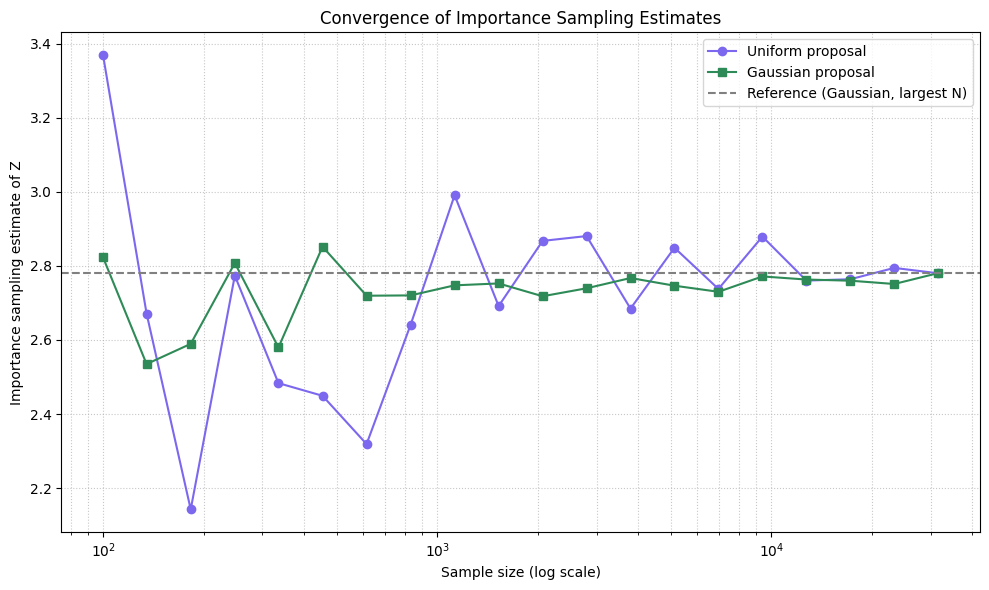 Convergence of Importance Sampling Estimates
Uniform proposal
Gaussian proposal
Reference (Gaussian, largest N)
Importance sampling estimate of Z
3.4
3.2
3.0
2.8
2.6
2.4
2.2
10²
10³
10⁴
Sample size (log scale)